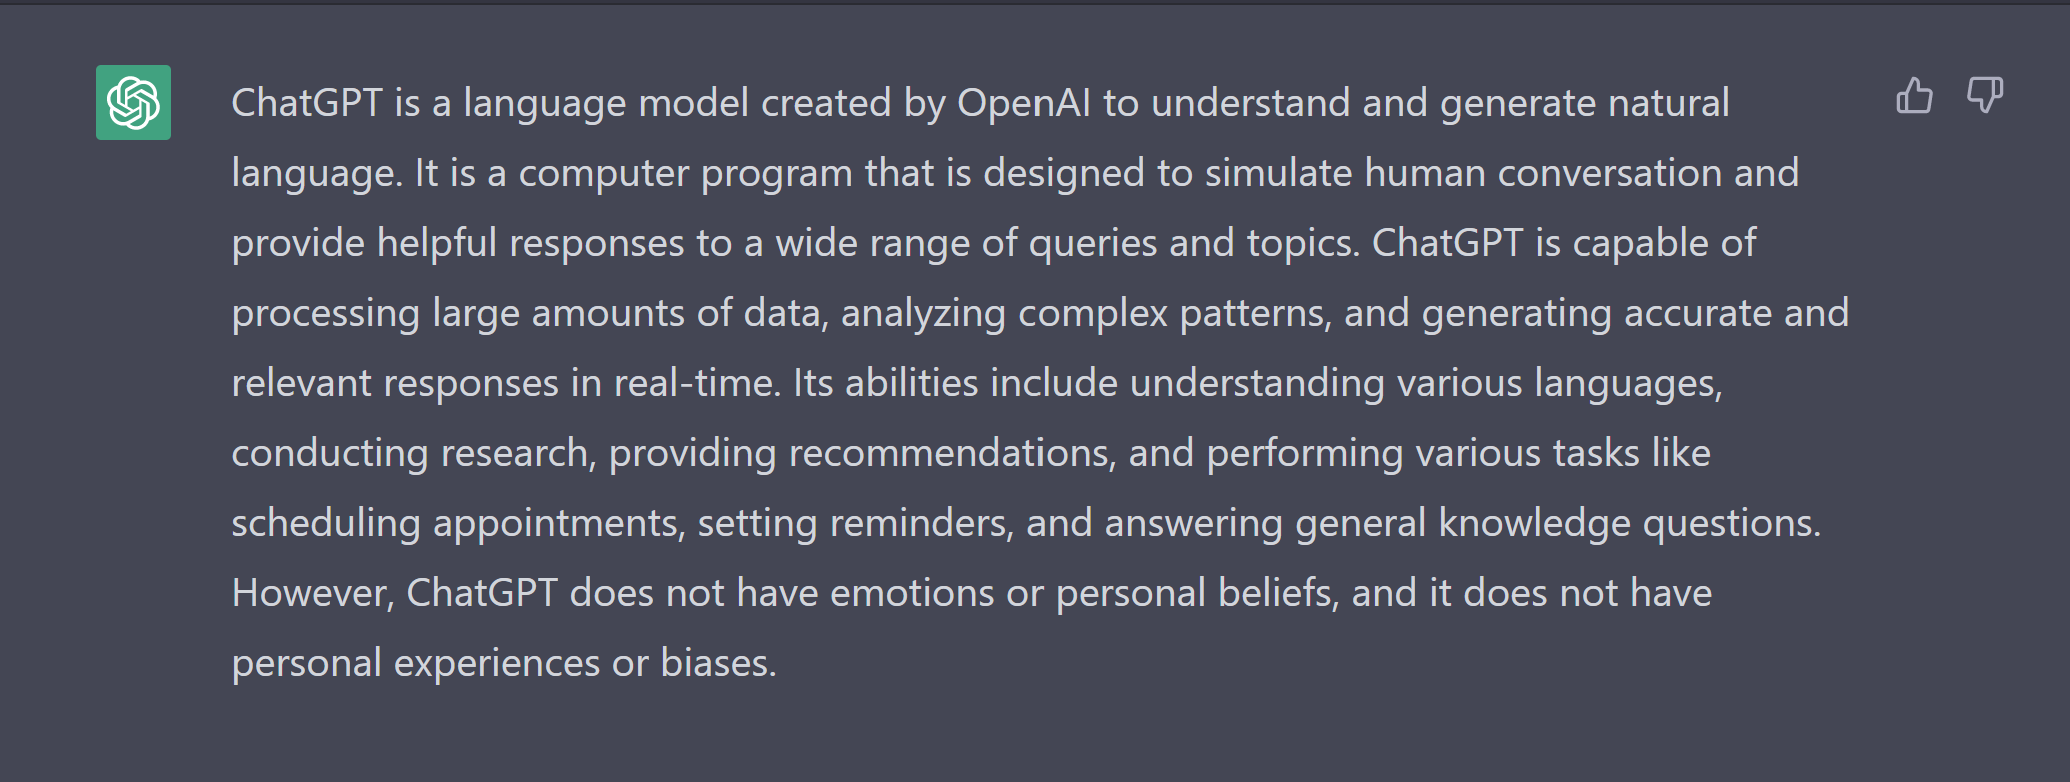 ChatGPT is a language model created by OpenAI to understand and generate natural
language. It is a computer program that is designed to simulate human conversation and
provide helpful responses to a wide range of queries and topics. ChatGPT is capable of
processing large amounts of data, analyzing complex patterns, and generating accurate and
relevant responses in real-time. Its abilities include understanding various languages,
conducting research, providing recommendations, and performing various tasks like
scheduling appointments, setting reminders, and answering general knowledge questions.
However, ChatGPT does not have emotions or personal beliefs, and it does not have
personal experiences or biases.